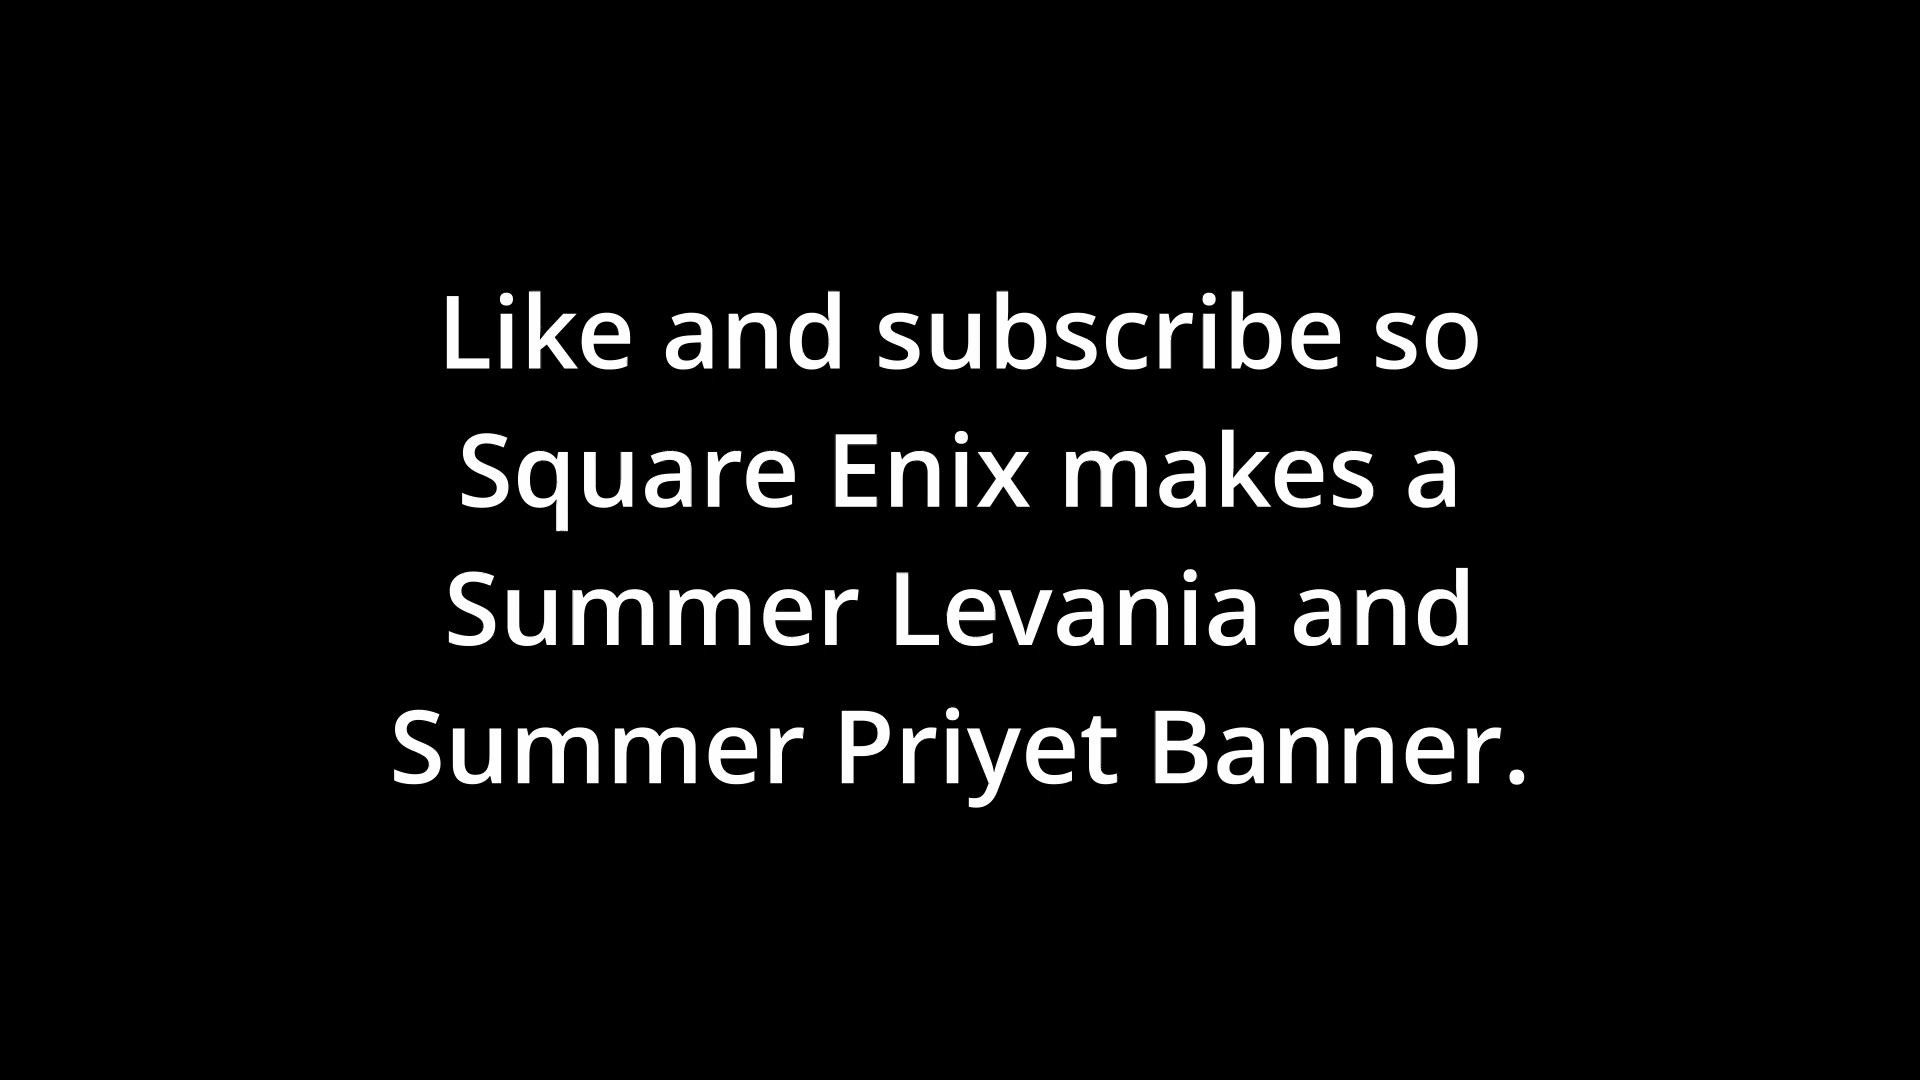 Like and subscribe so
Square Enix makes a
Summer Levania and
Summer Priyet Banner.